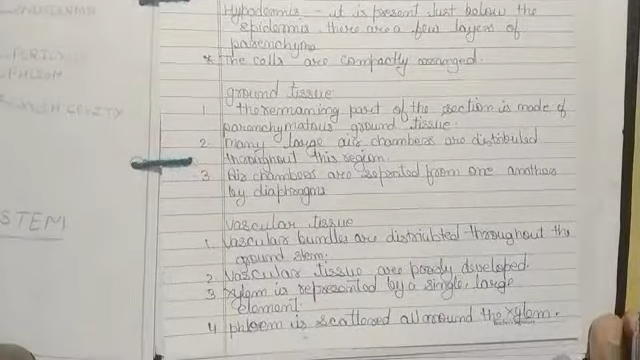 Hypodermis - it is present Just below the
epidermis there are a few layers of
parenchyma
* The cells are compactly arranged.
ground tissue
1 The remaining part of the section is made of
parenchymatous ground tissue.
2. Many large air chambers are distributed
throughout this region.
3 Air chambers are seperated from one another
by diaphragms
Vascular tissue
1. Vascular bundles are distriubted throughout the
ground stem.
2 Vascular tissue are poorly developed.
3 xylem is represented by a single, large
element.
4 phloem is scattered all around the xylem.
PHLOEM
CAVITY
STEM